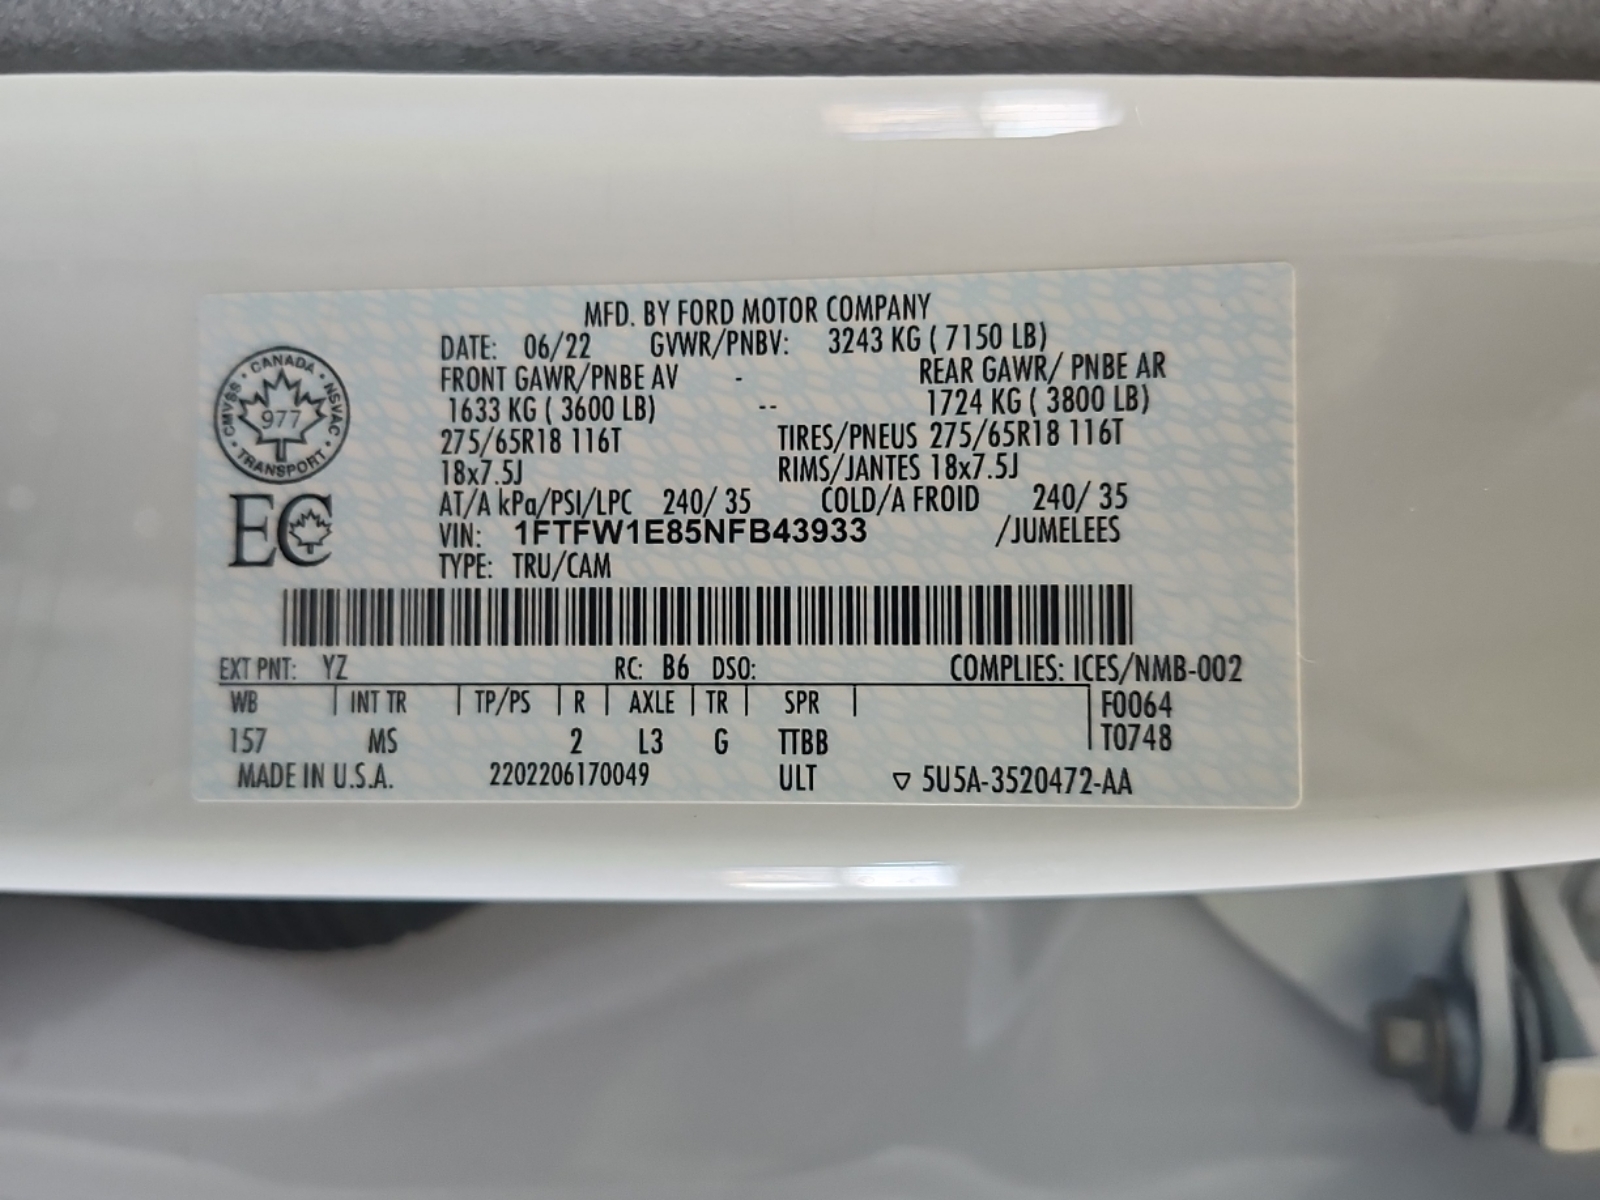 MFD. BY FORD MOTOR COMPANY
DATE: 06/22 GVWR/PNBV: 3243 KG ( 7150 LB)
FRONT GAWR/PNBE AV - REAR GAWR/ PNBE AR
1633 KG ( 3600 LB) -- 1724 KG ( 3800 LB)
275/65R18 116T TIRES/PNEUS 275/65R18 116T
18x7.5J RIMS/JANTES 18x7.5J
AT/A kPa/PSI/LPC 240/ 35 COLD/A FROID 240/ 35
VIN: 1FTFW1E85NFB43933 /JUMELEES
TYPE: TRU/CAM
CANADA · NSVAC · TRANSPORT · CMVSS ·
977
EC
EXT PNT: YZ RC: B6 DSO: COMPLIES: ICES/NMB-002
WB | INT TR | TP/PS | R | AXLE | TR | SPR | F0064
157 MS 2 L3 G TTBB T0748
MADE IN U.S.A. 2202206170049 ULT ▽ 5U5A-3520472-AA